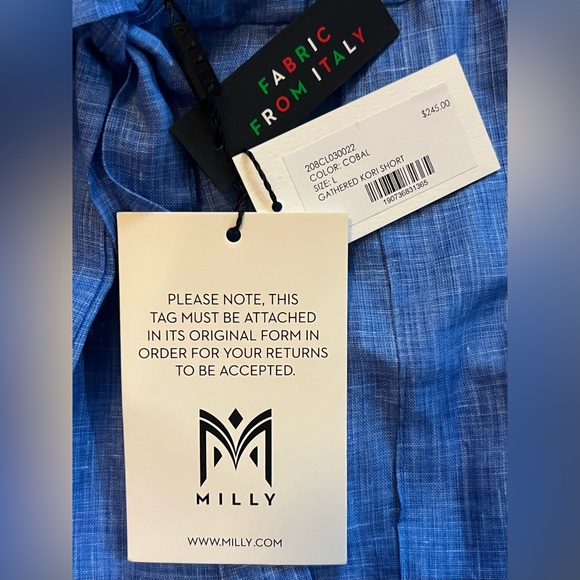 FABRIC
FROM ITALY
$245.00
208CL030022
COLOR: COBAL
SIZE: L
GATHERED KORI SHORT
190736831365
PLEASE NOTE, THIS
TAG MUST BE ATTACHED
IN ITS ORIGINAL FORM IN
ORDER FOR YOUR RETURNS
TO BE ACCEPTED.
MILLY
WWW.MILLY.COM